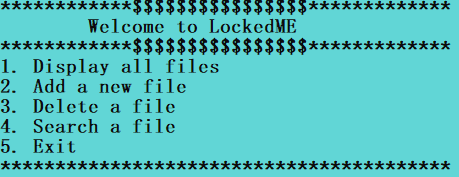 ************$$$$$$$$$$$$$$$$*************
Welcome to LockedME
************$$$$$$$$$$$$$$$$*************
1. Display all files
2. Add a new file
3. Delete a file
4. Search a file
5. Exit
*****************************************